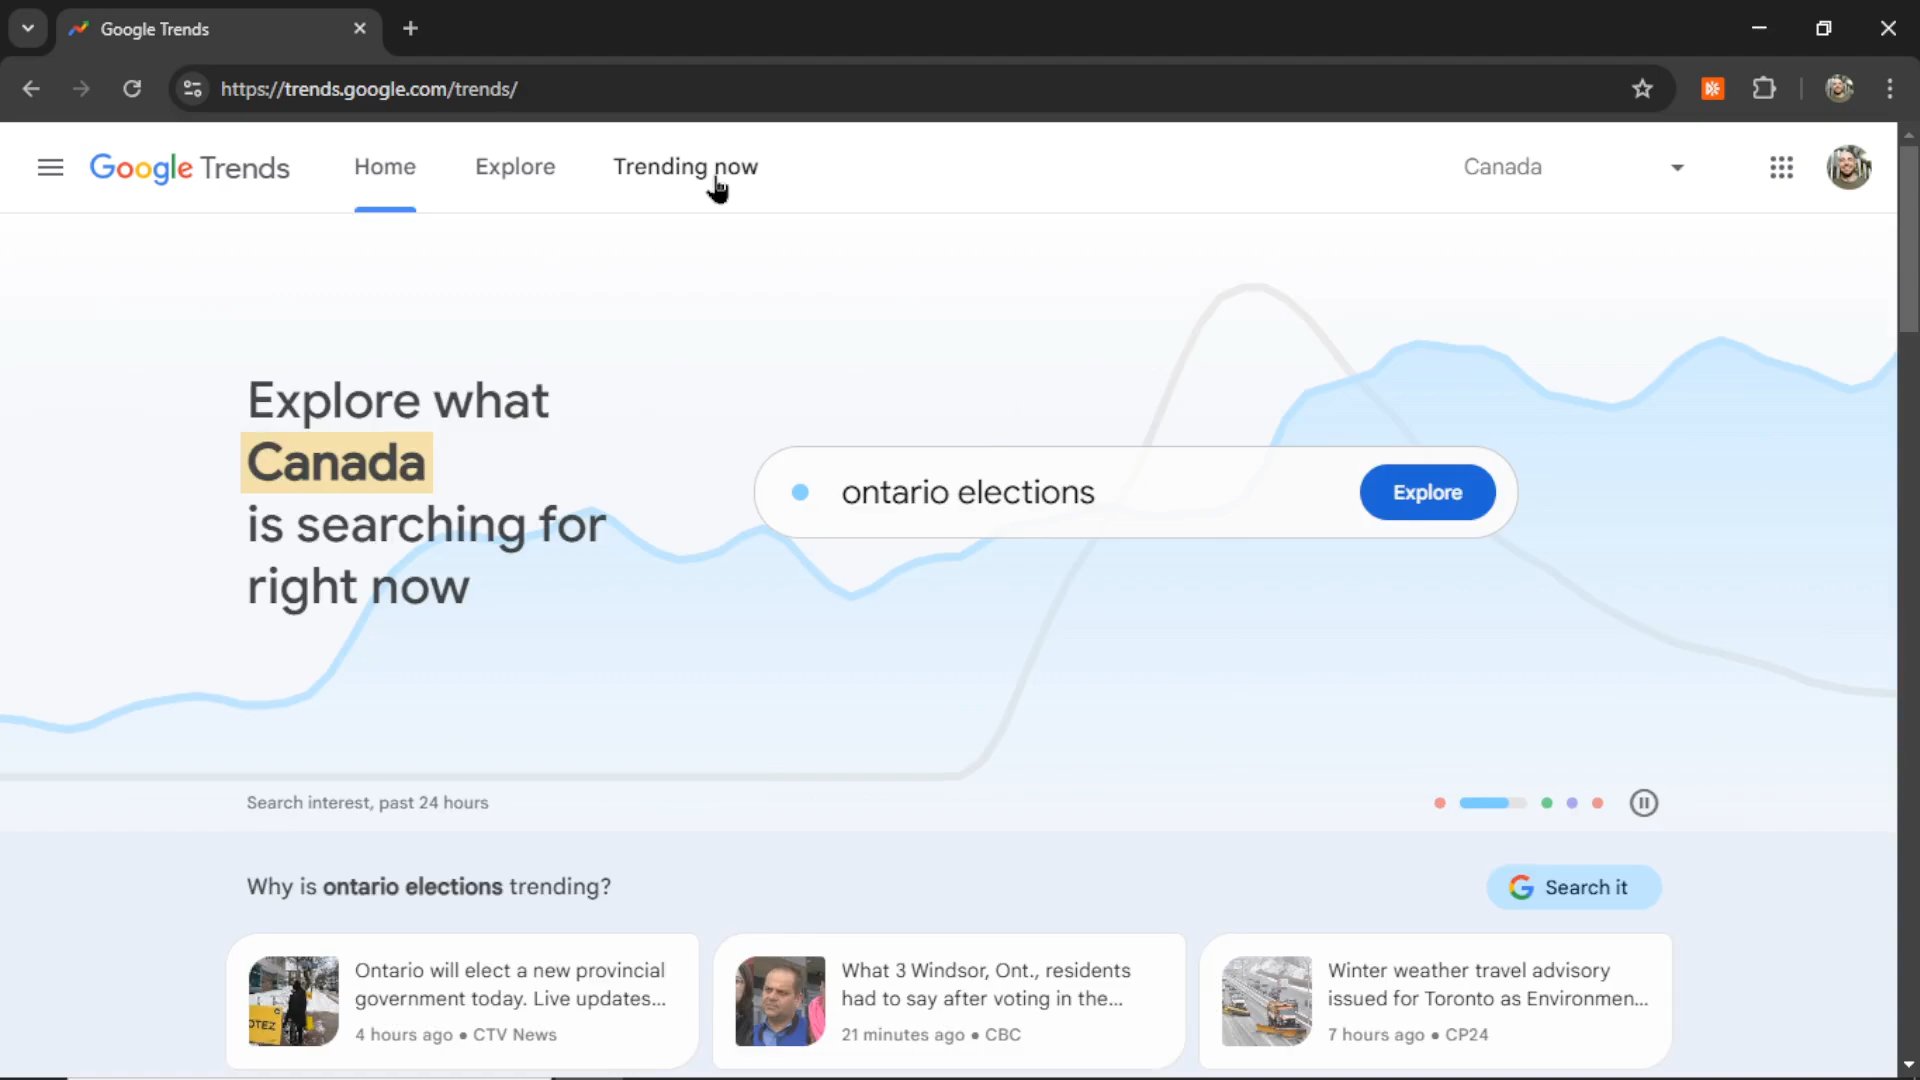 Google Trends
https://trends.google.com/trends/
Google Trends
Home
Explore
Trending now
Canada
Explore what
Canada
is searching for
right now
ontario elections
Explore
Search interest, past 24 hours
Why is ontario elections trending?
Search it
Ontario will elect a new provincial
government today. Live updates...
4 hours ago • CTV News
What 3 Windsor, Ont., residents
had to say after voting in the...
21 minutes ago • CBC
Winter weather travel advisory
issued for Toronto as Environmen...
7 hours ago • CP24
OTEZ